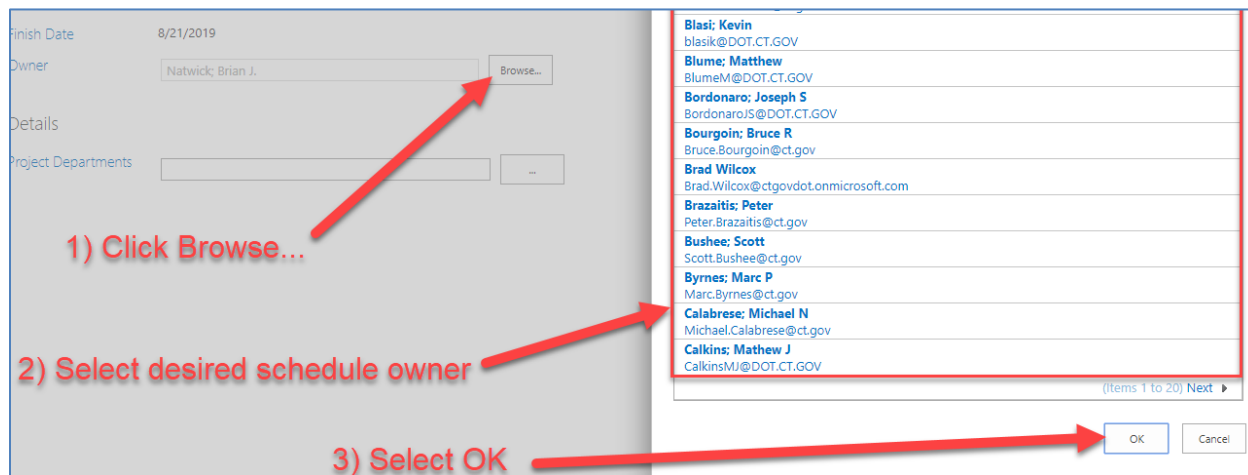 Finish Date
8/21/2019
Owner
Natwick; Brian J.
Browse...
Details
Project Departments
...
1) Click Browse...
2) Select desired schedule owner
3) Select OK
Blasi; Kevin
blasik@DOT.CT.GOV
Blume; Matthew
BlumeM@DOT.CT.GOV
Bordonaro; Joseph S
BordonaroJS@DOT.CT.GOV
Bourgoin; Bruce R
Bruce.Bourgoin@ct.gov
Brad Wilcox
Brad.Wilcox@ctgovdot.onmicrosoft.com
Brazaitis; Peter
Peter.Brazaitis@ct.gov
Bushee; Scott
Scott.Bushee@ct.gov
Byrnes; Marc P
Marc.Byrnes@ct.gov
Calabrese; Michael N
Michael.Calabrese@ct.gov
Calkins; Mathew J
CalkinsMJ@DOT.CT.GOV
(Items 1 to 20) Next
OK
Cancel